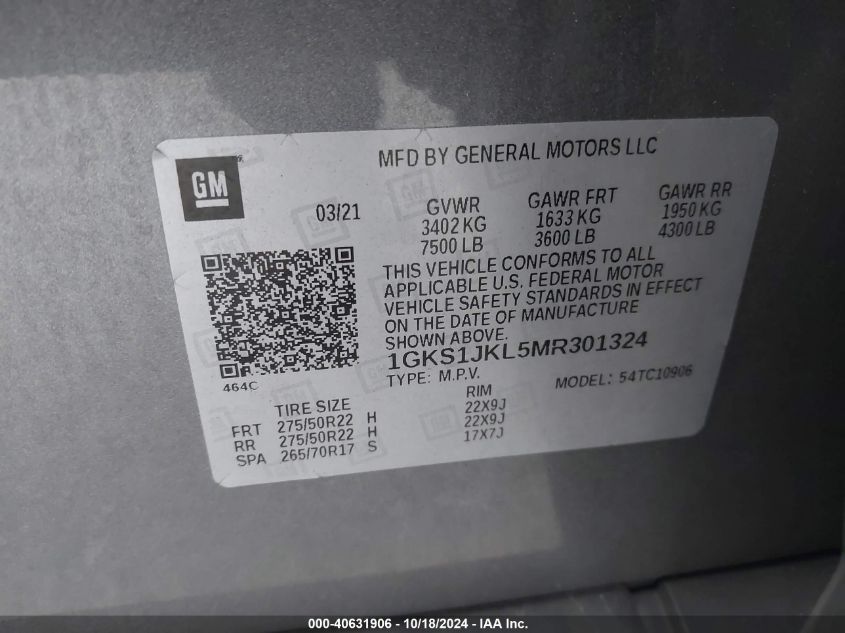 MFD BY GENERAL MOTORS LLC
GM
03/21
GVWR
3402 KG
7500 LB
GAWR FRT
1633 KG
3600 LB
GAWR RR
1950 KG
4300 LB
THIS VEHICLE CONFORMS TO ALL
APPLICABLE U.S. FEDERAL MOTOR
VEHICLE SAFETY STANDARDS IN EFFECT
ON THE DATE OF MANUFACTURE
SHOWN ABOVE.
1GKS1JKL5MR301324
TYPE: M.P.V. MODEL: 54TC10906
464C
TIRE SIZE RIM
FRT 275/50R22 H 22X9J
RR 275/50R22 H 22X9J
SPA 265/70R17 S 17X7J
000-40631906 - 10/18/2024 - IAA Inc.